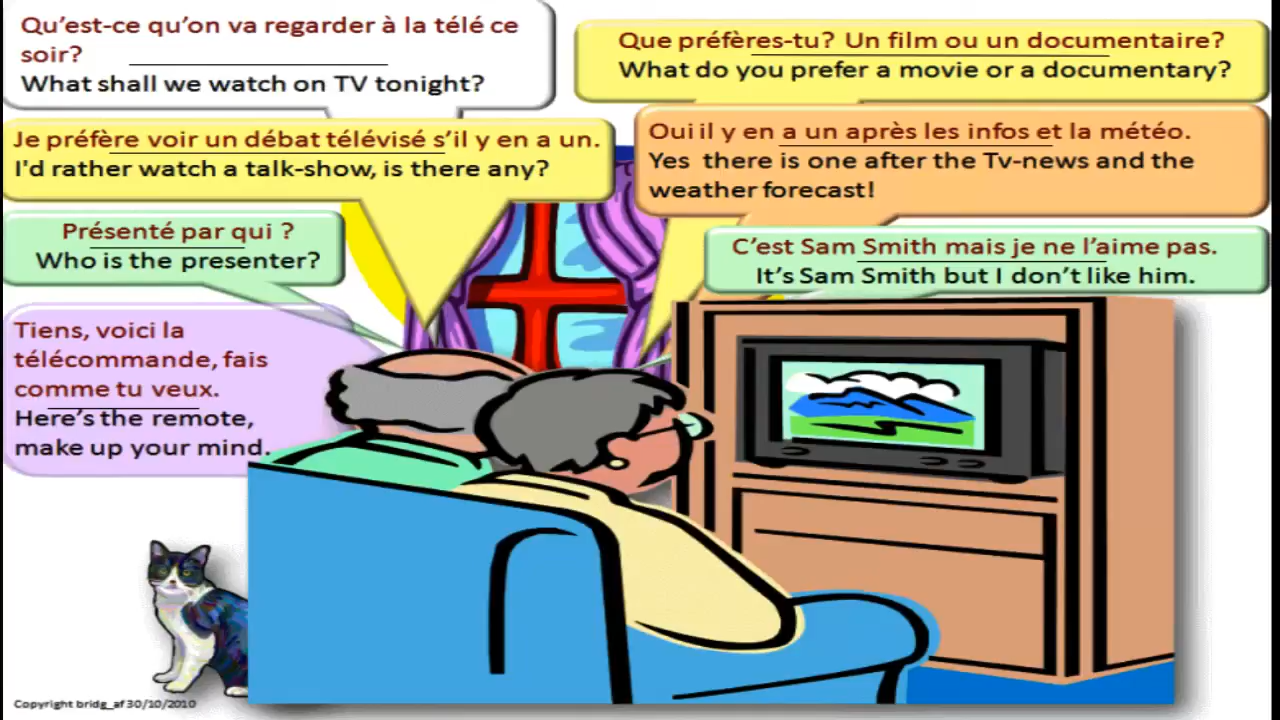 Qu’est-ce qu’on va regarder à la télé ce
soir?
What shall we watch on TV tonight?
Que préfères-tu? Un film ou un documentaire?
What do you prefer a movie or a documentary?
Je préfère voir un débat télévisé s’il y en a un.
I'd rather watch a talk-show, is there any?
Oui il y en a un après les infos et la météo.
Yes there is one after the Tv-news and the
weather forecast!
Présenté par qui ?
Who is the presenter?
C’est Sam Smith mais je ne l’aime pas.
It’s Sam Smith but I don’t like him.
Tiens, voici la
télécommande, fais
comme tu veux.
Here’s the remote,
make up your mind.
Copyright bridg_af 30/10/2010